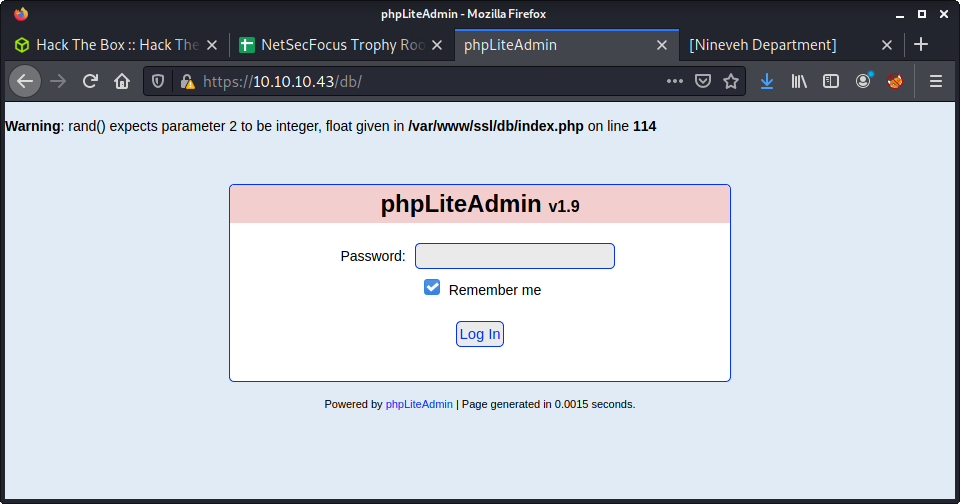 phpLiteAdmin - Mozilla Firefox
Hack The Box :: Hack The
NetSecFocus Trophy Roo
phpLiteAdmin
[Nineveh Department]
https://10.10.10.43/db/
Warning: rand() expects parameter 2 to be integer, float given in /var/www/ssl/db/index.php on line 114
phpLiteAdmin v1.9
Password:
Remember me
Log In
Powered by phpLiteAdmin | Page generated in 0.0015 seconds.